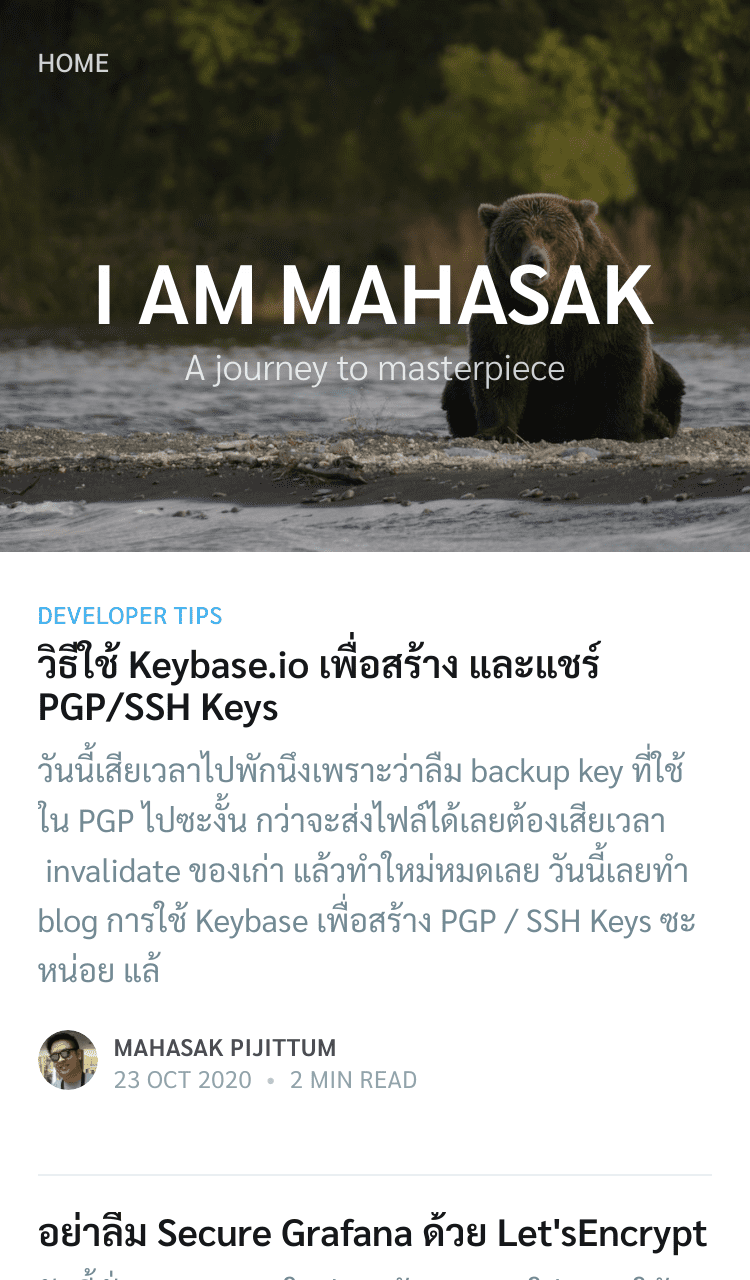 HOME
I AM MAHASAK
A journey to masterpiece
DEVELOPER TIPS
วิธีใช้ Keybase.io เพื่อสร้าง และแชร์
PGP/SSH Keys
วันนี้เสียเวลาไปพักนึงเพราะว่าลืม backup key ที่ใช้
ใน PGP ไปซะงั้น กว่าจะส่งไฟล์ได้เลยต้องเสียเวลา
invalidate ของเก่า แล้วทำใหม่หมดเลย วันนี้เลยทำ
blog การใช้ Keybase เพื่อสร้าง PGP / SSH Keys ซะ
หน่อย แล้
MAHASAK PIJITTUM
23 OCT 2020 • 2 MIN READ
อย่าลืม Secure Grafana ด้วย Let'sEncrypt